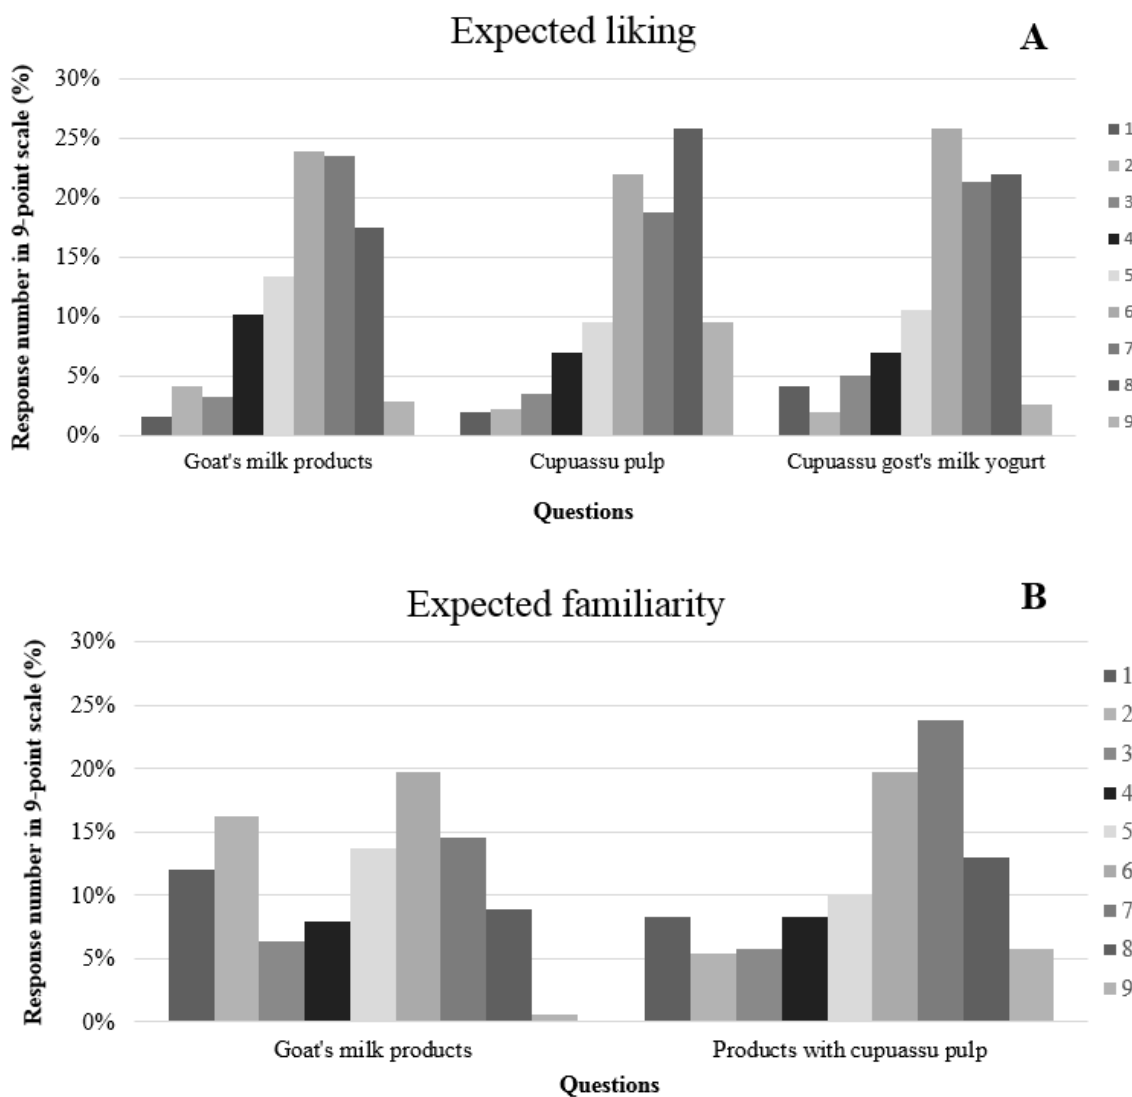 Expected liking
A
Response number in 9-point scale (%)
30%
25%
20%
15%
10%
5%
0%
Goat's milk products
Cupuassu pulp
Cupuassu gost's milk yogurt
Questions
1
2
3
4
5
6
7
8
9
Expected familiarity
B
Response number in 9-point scale (%)
30%
25%
20%
15%
10%
5%
0%
Goat's milk products
Products with cupuassu pulp
Questions
1
2
3
4
5
6
7
8
9